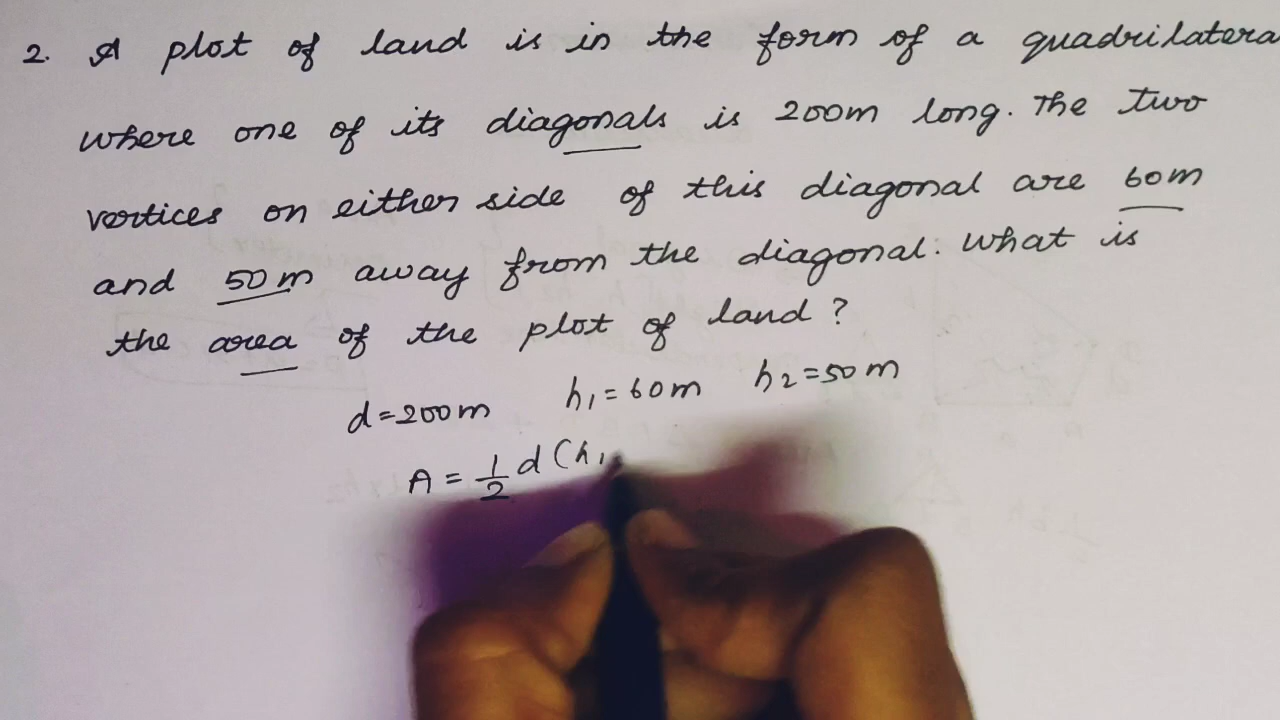 2. A plot of land is in the form of a quadrilatera
where one of its diagonals is 200m long. The two
vertices on either side of this diagonal are 60m
and 50m away from the diagonal. What is
the area of the plot of land?
d=200m h₁=60m h₂=50m
A = 1/2 d (h₁